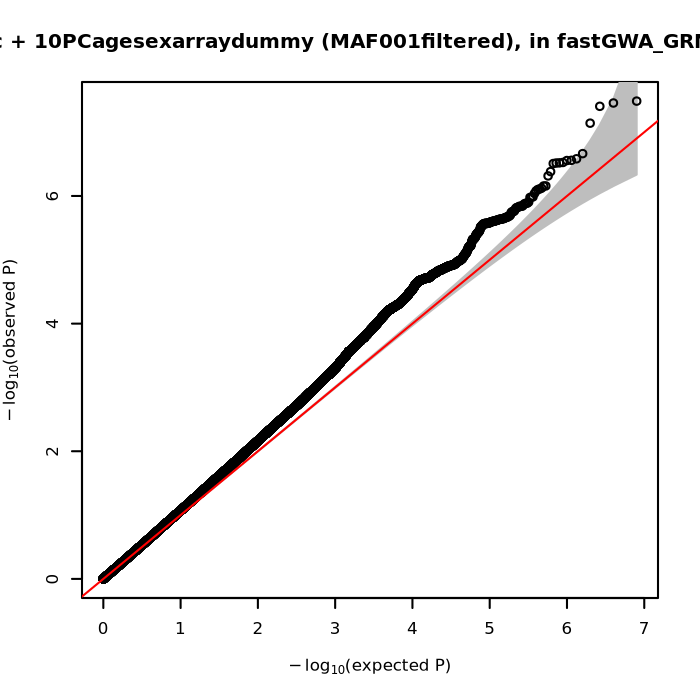 + 10PCagesexarraydummy (MAF001filtered), in fastGWA_GRM
6
4
2
0
−log10(observed P)
0 1 2 3 4 5 6 7
−log10(expected P)